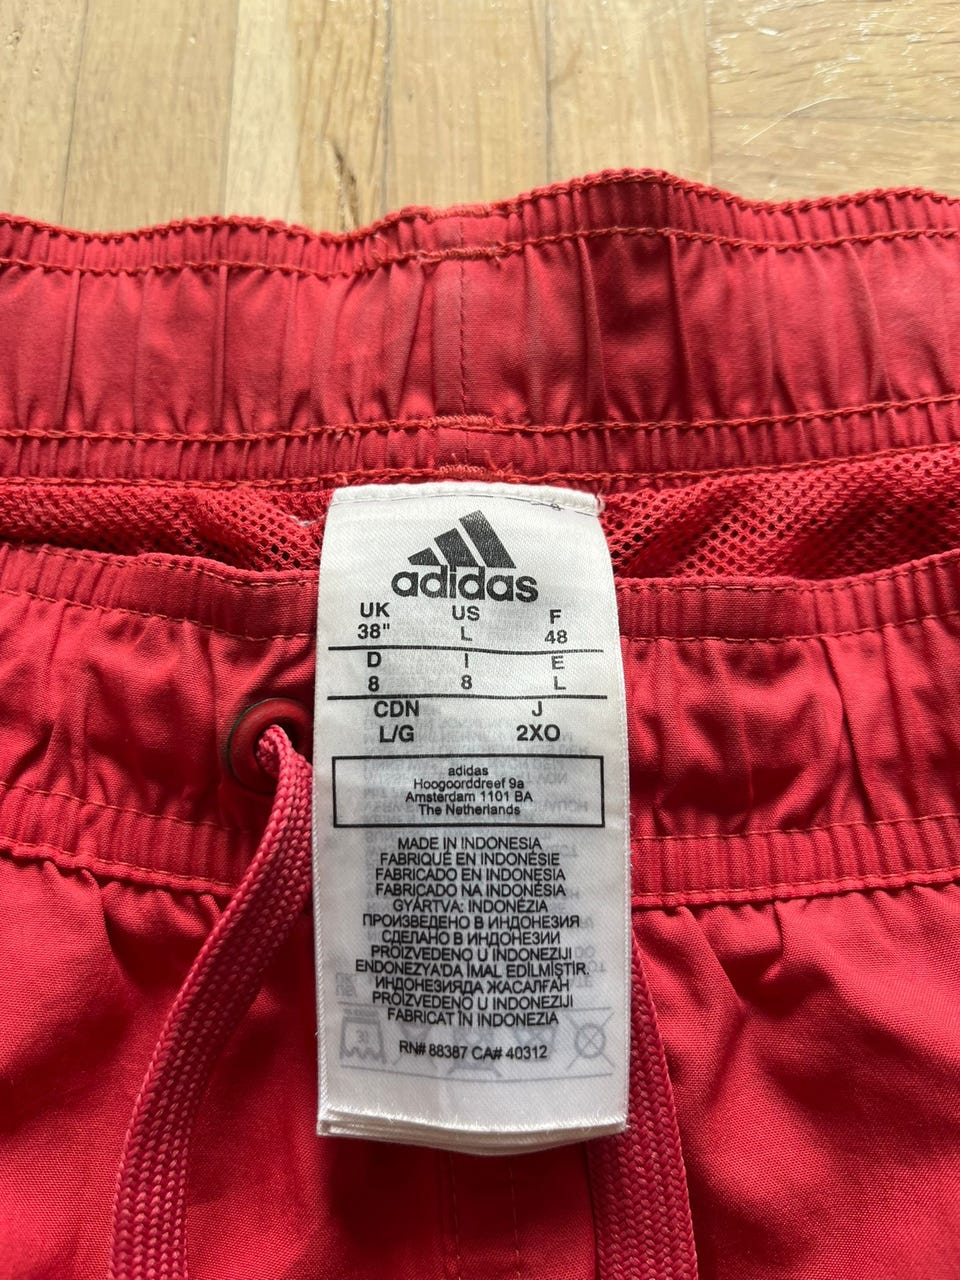 adidas
UK US F
38" L 48
D I E
8 8 L
CDN J
L/G 2XO
adidas
Hoogoorddreef 9a
Amsterdam 1101 BA
The Netherlands
MADE IN INDONESIA
FABRIQUÉ EN INDONÉSIE
FABRICADO EN INDONESIA
FABRICADO NA INDONÉSIA
GYÁRTVA: INDONÉZIA
ПРОИЗВЕДЕНО В ИНДОНЕЗИЯ
СДЕЛАНО В ИНДОНЕЗИИ
PROIZVEDENO U INDONEZIJI
ENDONEZYA'DA İMAL EDİLMİŞTİR.
ИНДОНЕЗИЯДА ЖАСАЛҒАН
PROIZVEDENO U INDONEZIJI
FABRICAT ÎN INDONEZIA
RN# 88387 CA# 40312